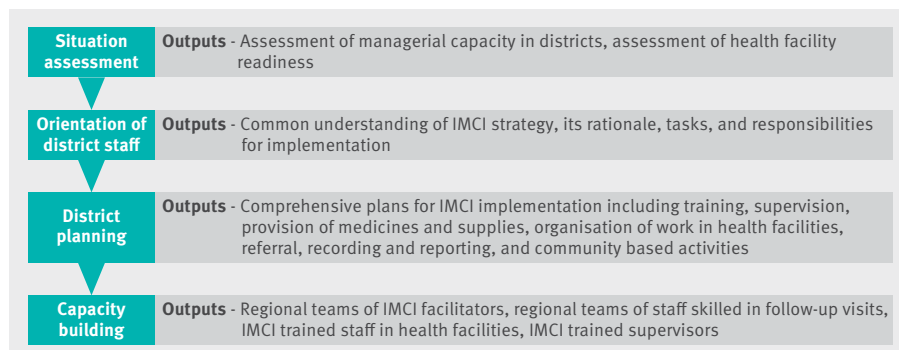 Situation
assessment
Outputs - Assessment of managerial capacity in districts, assessment of health facility
readiness
Orientation of
district staff
Outputs - Common understanding of IMCI strategy, its rationale, tasks, and responsibilities
for implementation
District
planning
Outputs - Comprehensive plans for IMCI implementation including training, supervision,
provision of medicines and supplies, organisation of work in health facilities,
referral, recording and reporting, and community based activities
Capacity
building
Outputs - Regional teams of IMCI facilitators, regional teams of staff skilled in follow-up visits,
IMCI trained staff in health facilities, IMCI trained supervisors